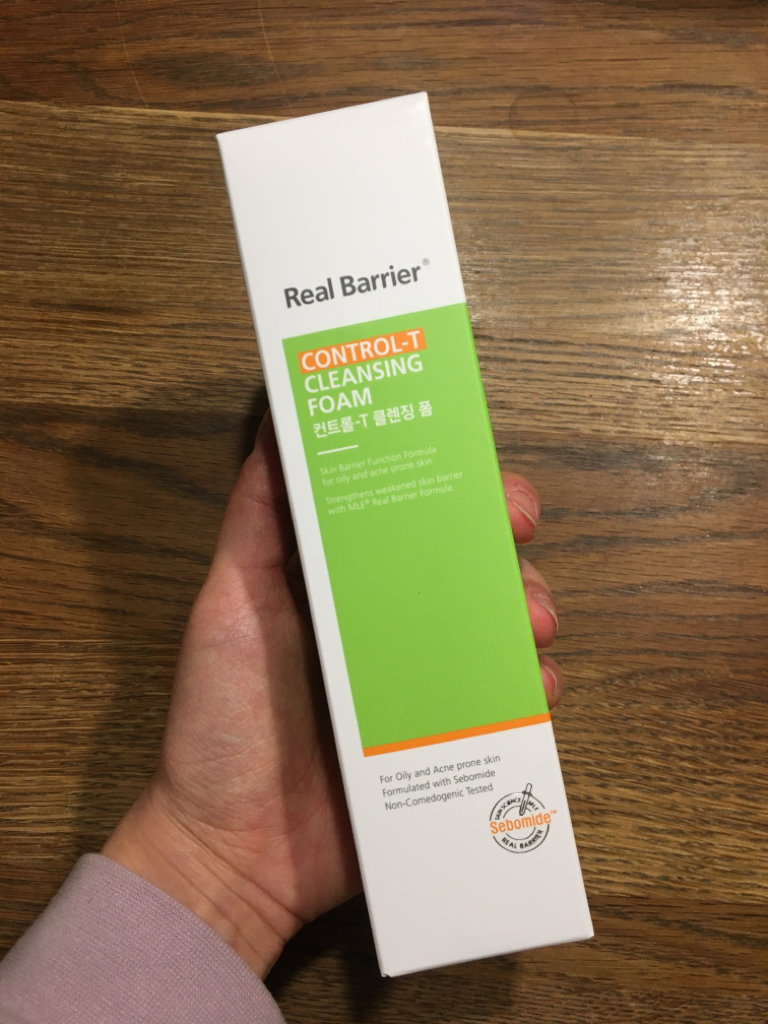 Real Barrier®
CONTROL-T
CLEANSING
FOAM
컨트롤-T 클렌징 폼
Skin Barrier Function Formula
for oily and acne prone skin
Strengthens weakened skin barrier
with MLE® Real Barrier Formula.
For Oily and Acne prone skin
Formulated with Sebomide
Non-Comedogenic Tested
SKIN SCIENCE
Sebomide™
REAL BARRIER